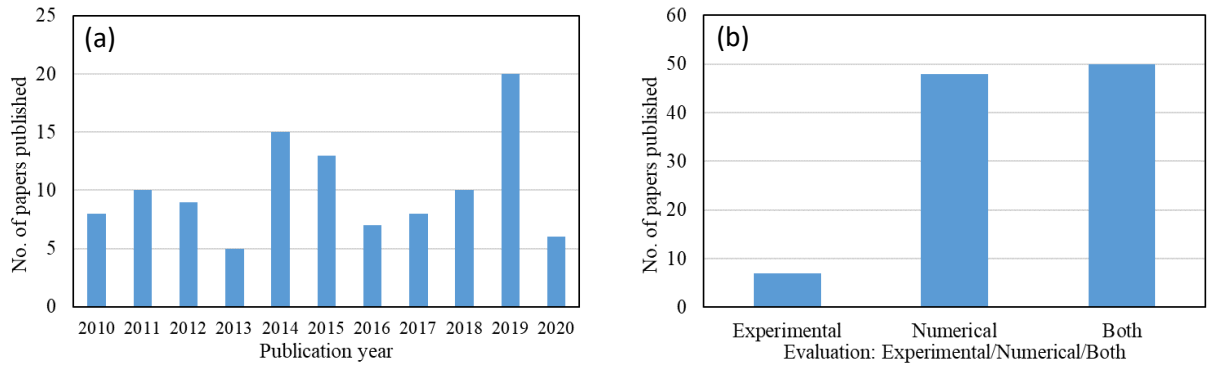 (a)
No. of papers published
25
20
15
10
5
0
2010 2011 2012 2013 2014 2015 2016 2017 2018 2019 2020
Publication year
(b)
No. of papers published
60
50
40
30
20
10
0
Experimental Numerical Both
Evaluation: Experimental/Numerical/Both